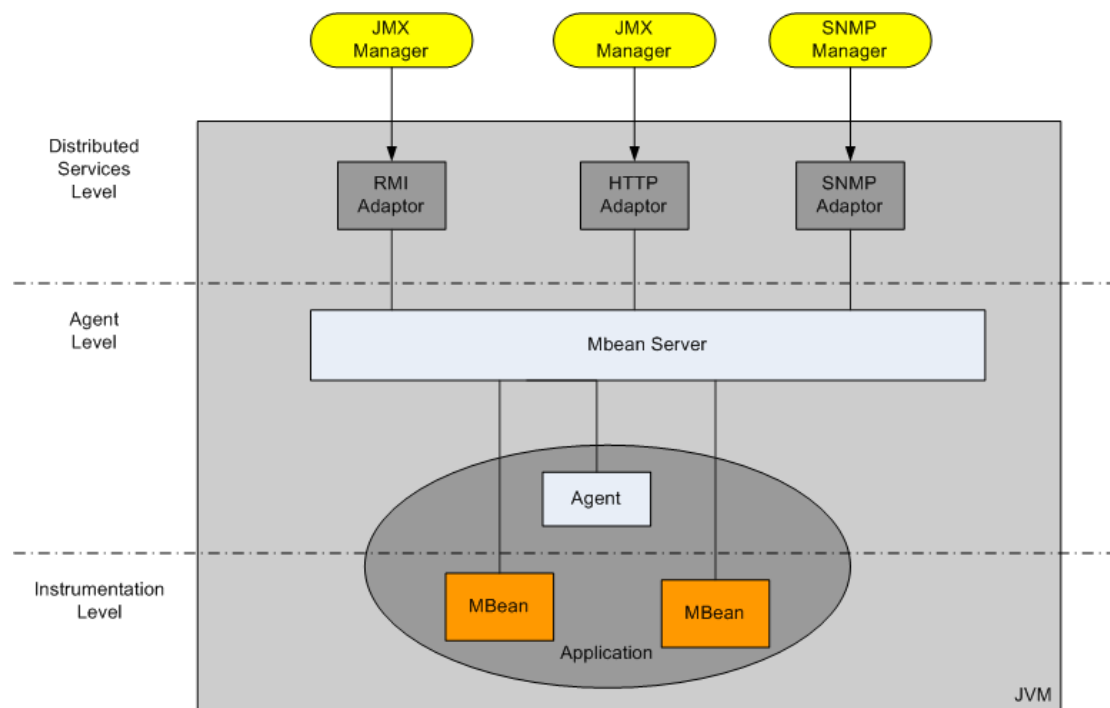 JMX
Manager
JMX
Manager
SNMP
Manager
Distributed
Services
Level
RMI
Adaptor
HTTP
Adaptor
SNMP
Adaptor
Agent
Level
Mbean Server
Agent
Instrumentation
Level
MBean
MBean
Application
JVM